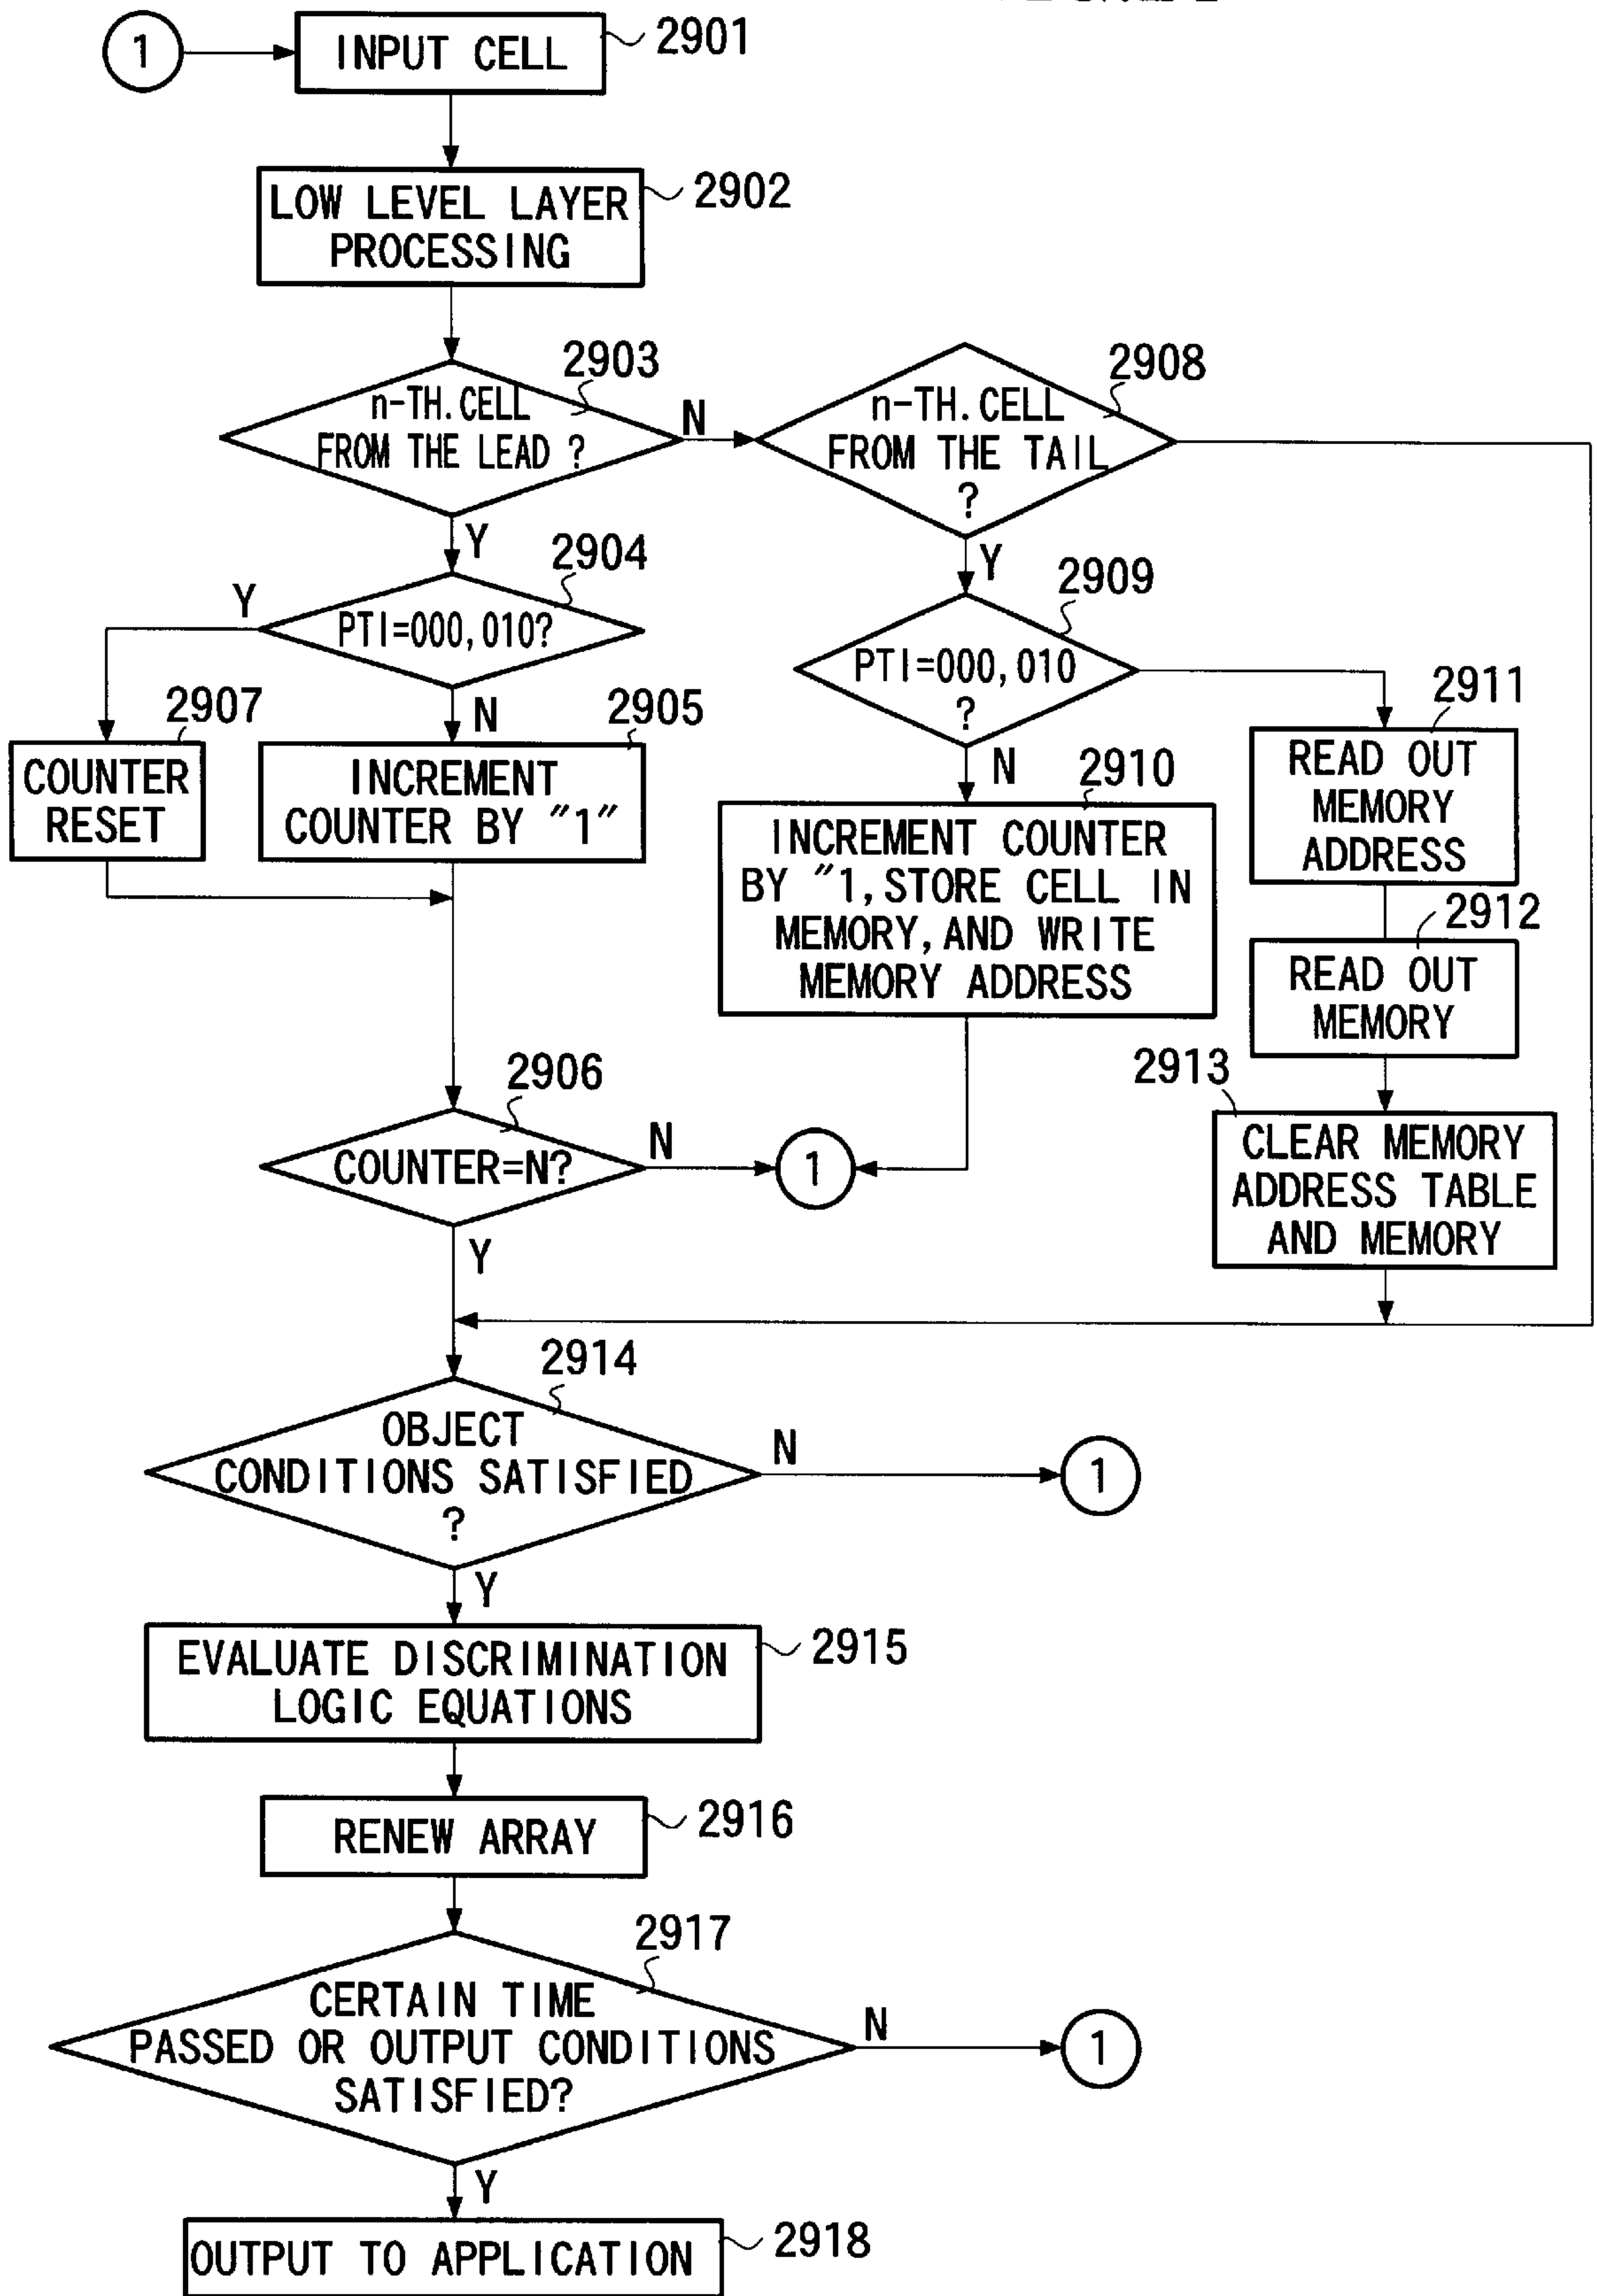 1
INPUT CELL
2901
LOW LEVEL LAYER
PROCESSING
2902
2903
n-TH. CELL
FROM THE LEAD ?
N
2908
n-TH. CELL
FROM THE TAIL
?
Y
2904
PTI=000, 010?
Y
N
Y
2909
PTI=000, 010
?
N
2907
COUNTER
RESET
2905
INCREMENT
COUNTER BY "1"
2910
INCREMENT COUNTER
BY "1, STORE CELL IN
MEMORY, AND WRITE
MEMORY ADDRESS
2911
READ OUT
MEMORY
ADDRESS
2912
READ OUT
MEMORY
2913
CLEAR MEMORY
ADDRESS TABLE
AND MEMORY
2906
COUNTER=N?
N
1
Y
2914
OBJECT
CONDITIONS SATISFIED
?
N
1
Y
EVALUATE DISCRIMINATION
LOGIC EQUATIONS
2915
RENEW ARRAY
2916
2917
CERTAIN TIME
PASSED OR OUTPUT CONDITIONS
SATISFIED?
N
1
Y
OUTPUT TO APPLICATION
2918